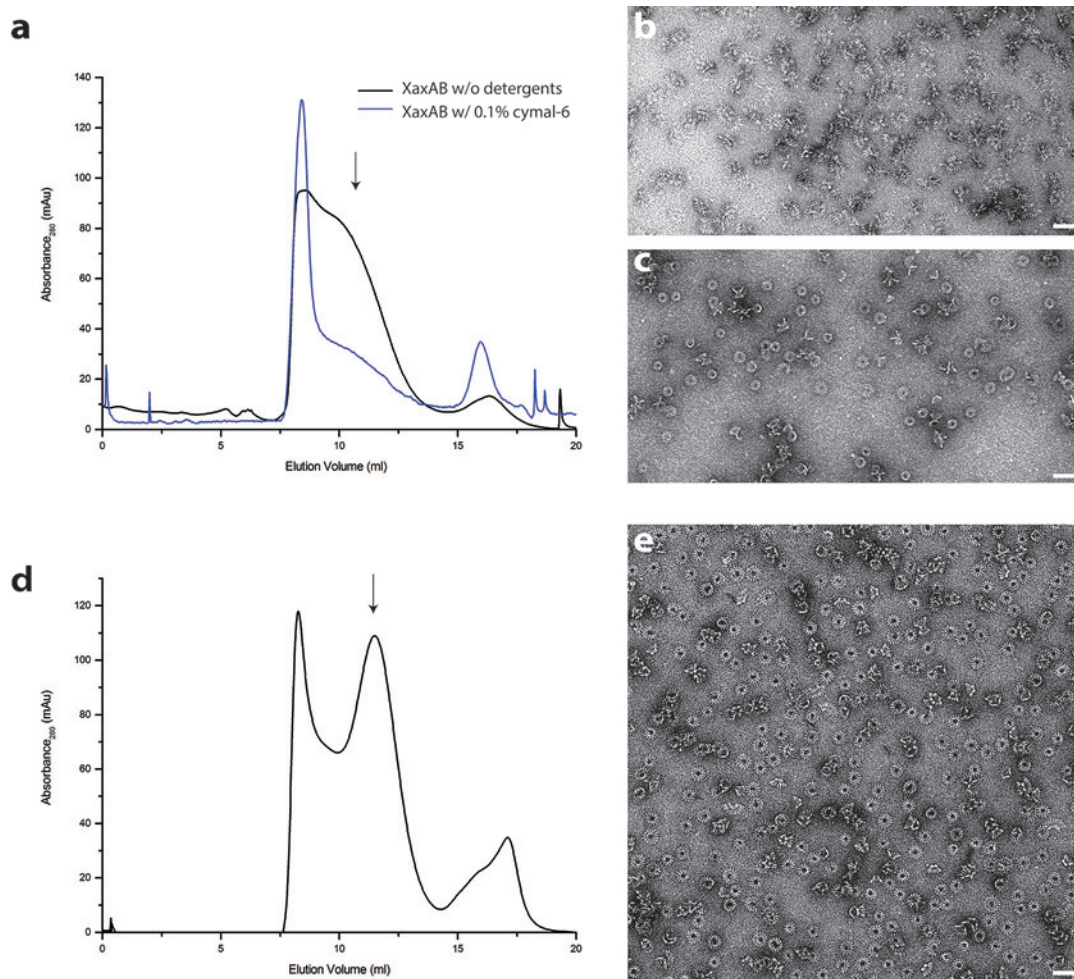 a
140
120
100
80
60
40
20
0
Absorbance280 (mAu)
0 5 10 15 20
Elution Volume (ml)
XaxAB w/o detergents
XaxAB w/ 0.1% cymal-6
b
c
d
120
100
80
60
40
20
0
Absorbance280 (mAu)
0 5 10 15 20
Elution Volume (ml)
e